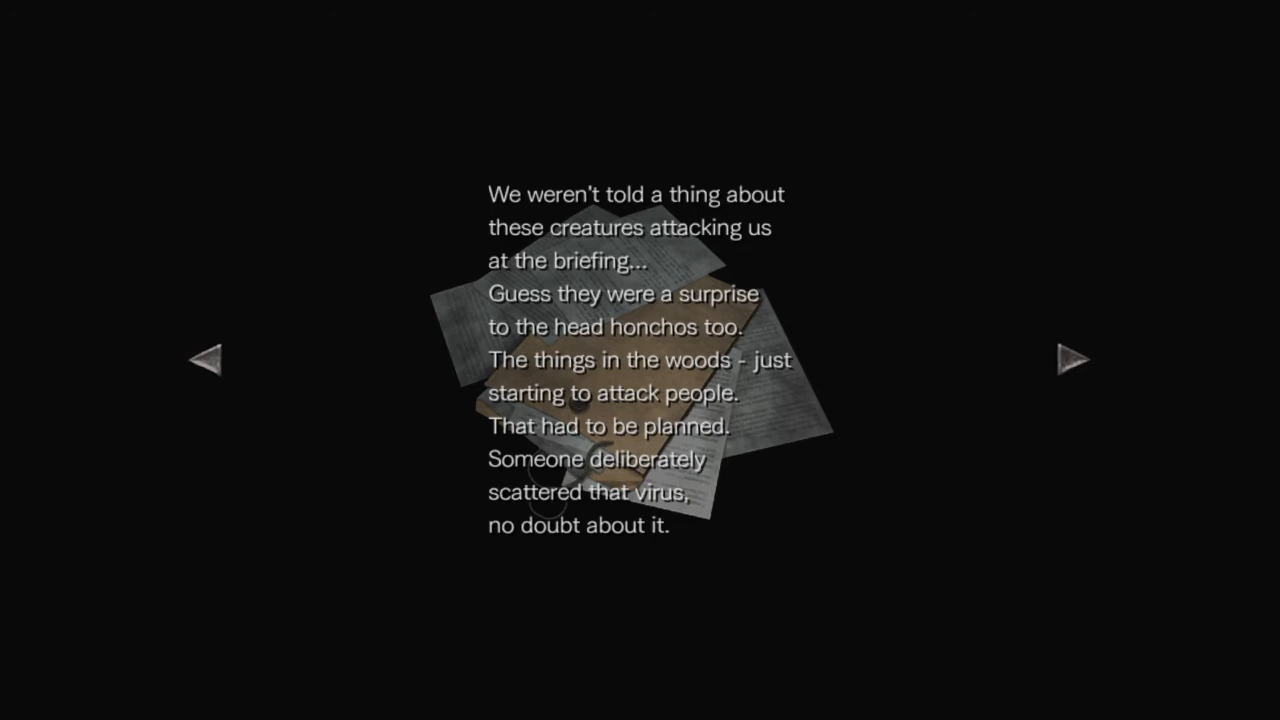 We weren't told a thing about
these creatures attacking us
at the briefing...
Guess they were a surprise
to the head honchos too.
The things in the woods - just
starting to attack people.
That had to be planned.
Someone deliberately
scattered that virus,
no doubt about it.